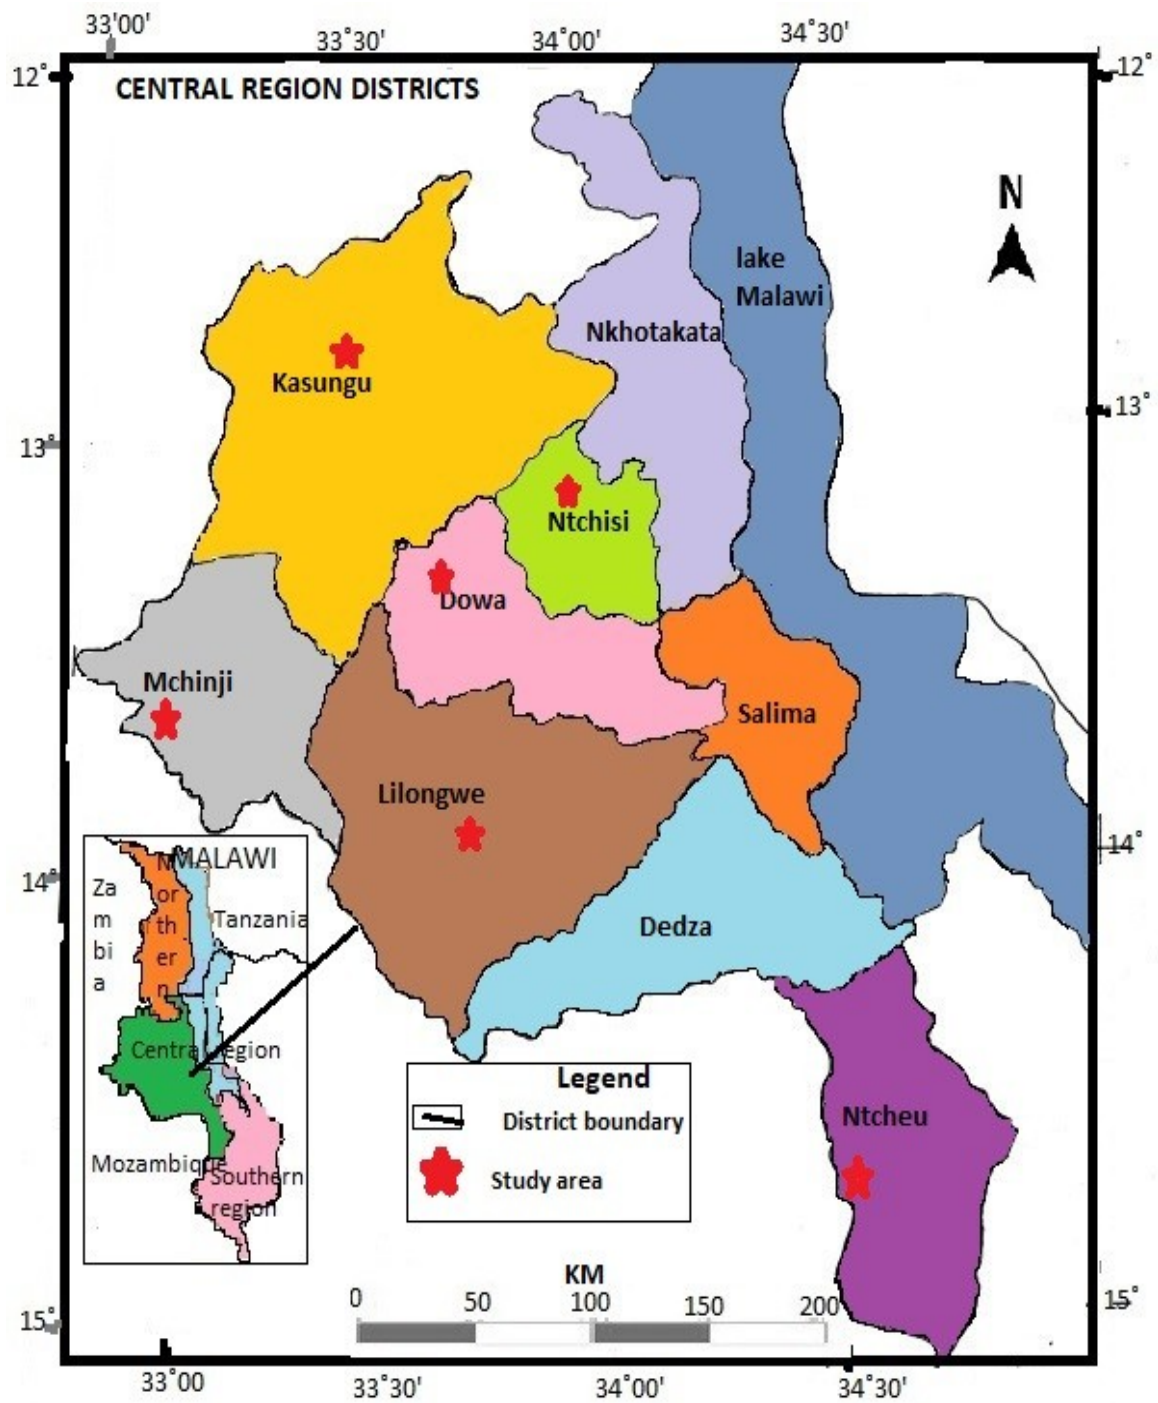 33'00'
33˚30'
34˚00'
34˚30'
12˚
12˚
CENTRAL REGION DISTRICTS
N
lake
Malawi
Nkhotakata
Kasungu
13˚
13˚
Ntchisi
Dowa
Mchinji
Salima
Lilongwe
14˚
14˚
Dedza
MALAWI
Za
m
bi
a
Nor
th
er
n
Tanzania
Central region
Mozambique
Southern
region
Legend
District boundary
Study area
Ntcheu
KM
0 50 100 150 200
15˚
15˚
33˚00
33˚30'
34˚00'
34˚30'